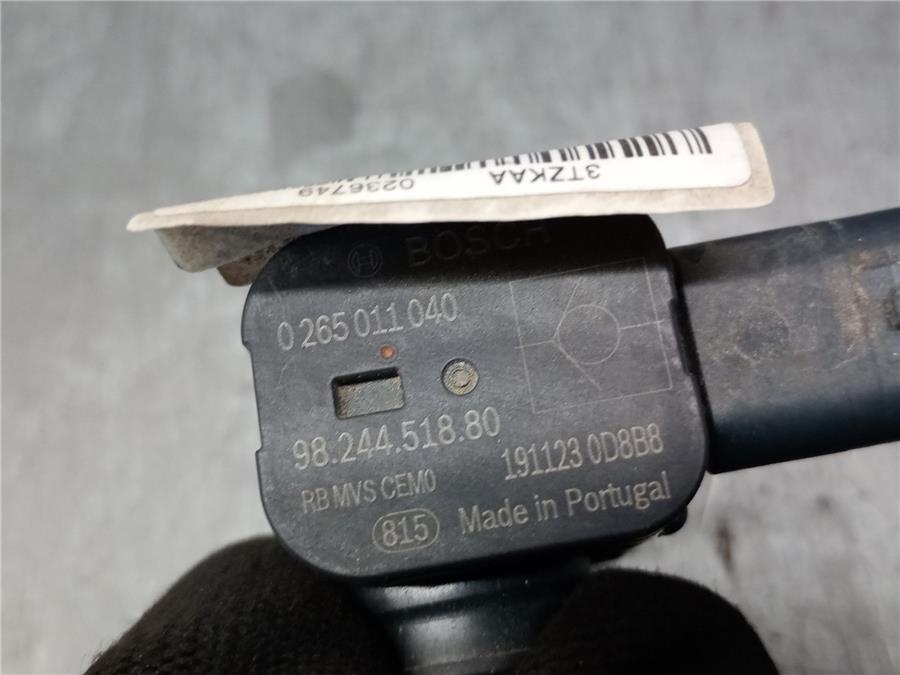 3TZKAA
0236749
BOSCH
0 265 011 040
98.244.518.80
191123 0D8B8
RB MVS CEM0
815
Made in Portugal